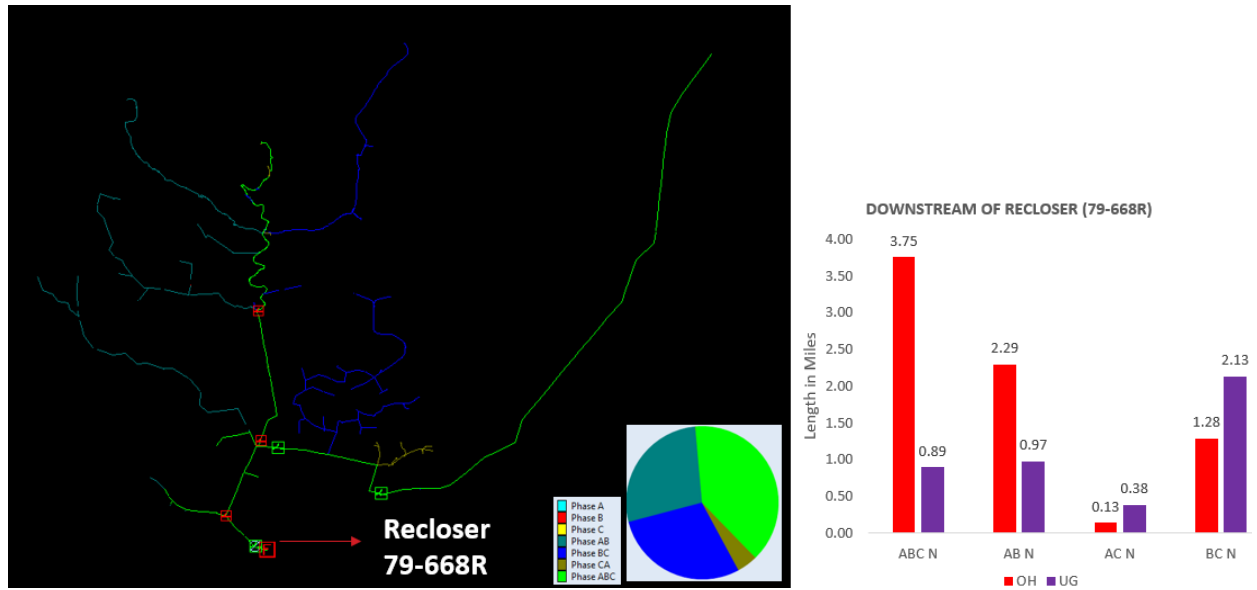 Recloser
79-668R
Phase A
Phase B
Phase C
Phase AB
Phase BC
Phase CA
Phase ABC
DOWNSTREAM OF RECLOSER (79-668R)
Length in Miles
4.00
3.50
3.00
2.50
2.00
1.50
1.00
0.50
0.00
3.75
0.89
2.29
0.97
0.13
0.38
1.28
2.13
ABC N AB N AC N BC N
OH UG